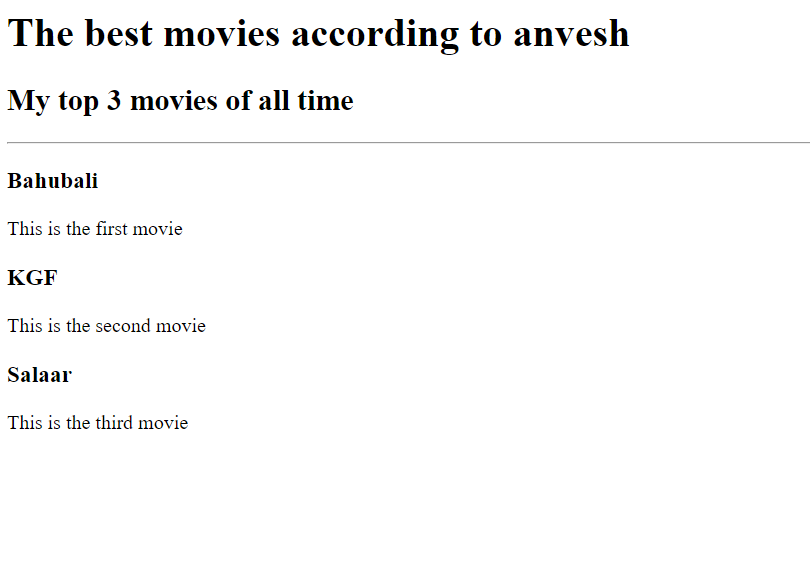 The best movies according to anvesh
My top 3 movies of all time
Bahubali
This is the first movie
KGF
This is the second movie
Salaar
This is the third movie